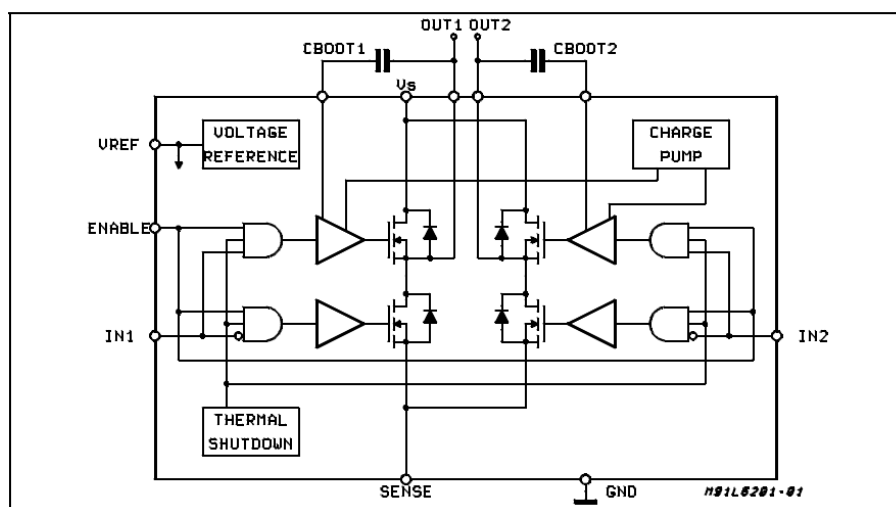 OUT1 OUT2
CBOOT1
CBOOT2
Vs
VOLTAGE
REFERENCE
CHARGE
PUMP
VREF
ENABLE
IN1
IN2
THERMAL
SHUTDOWN
SENSE
GND
M91L6201-01